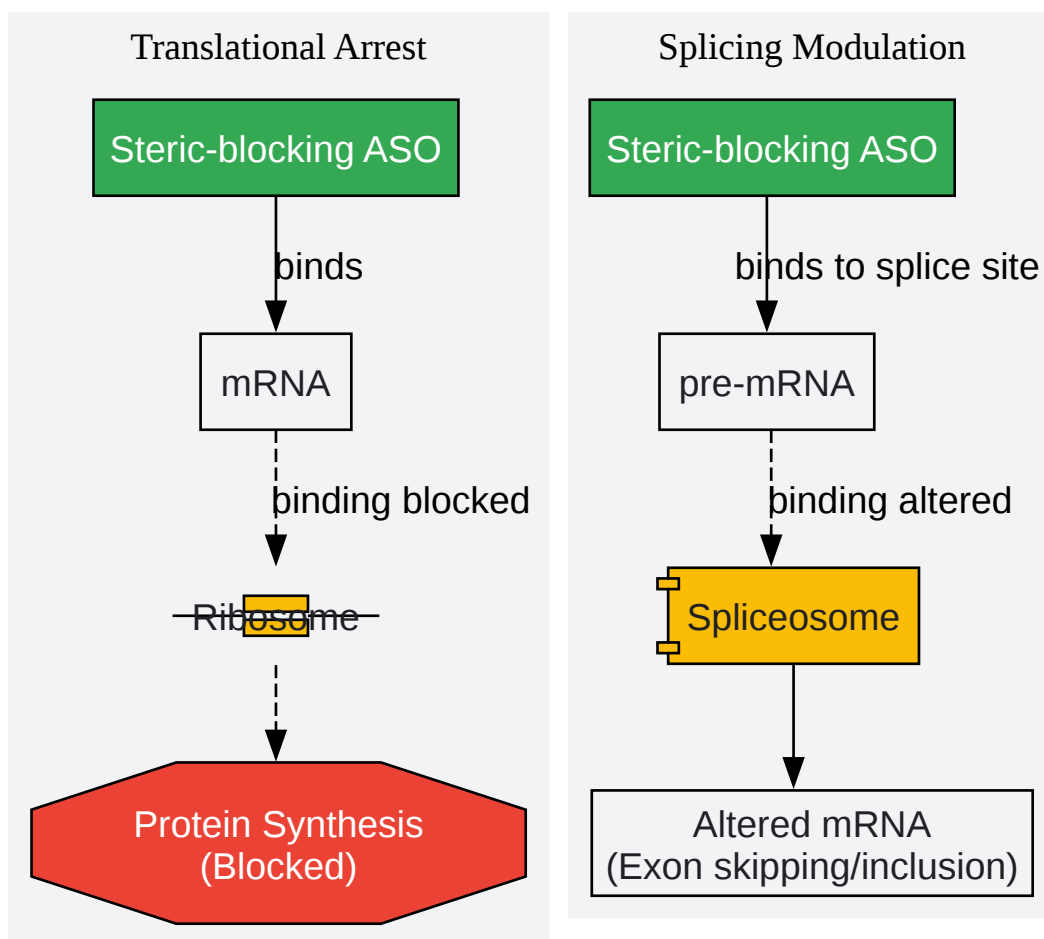 Translational Arrest
Steric-blocking ASO
binds
mRNA
binding blocked
Ribosome
Protein Synthesis
(Blocked)
Splicing Modulation
Steric-blocking ASO
binds to splice site
pre-mRNA
binding altered
Spliceosome
Altered mRNA
(Exon skipping/inclusion)